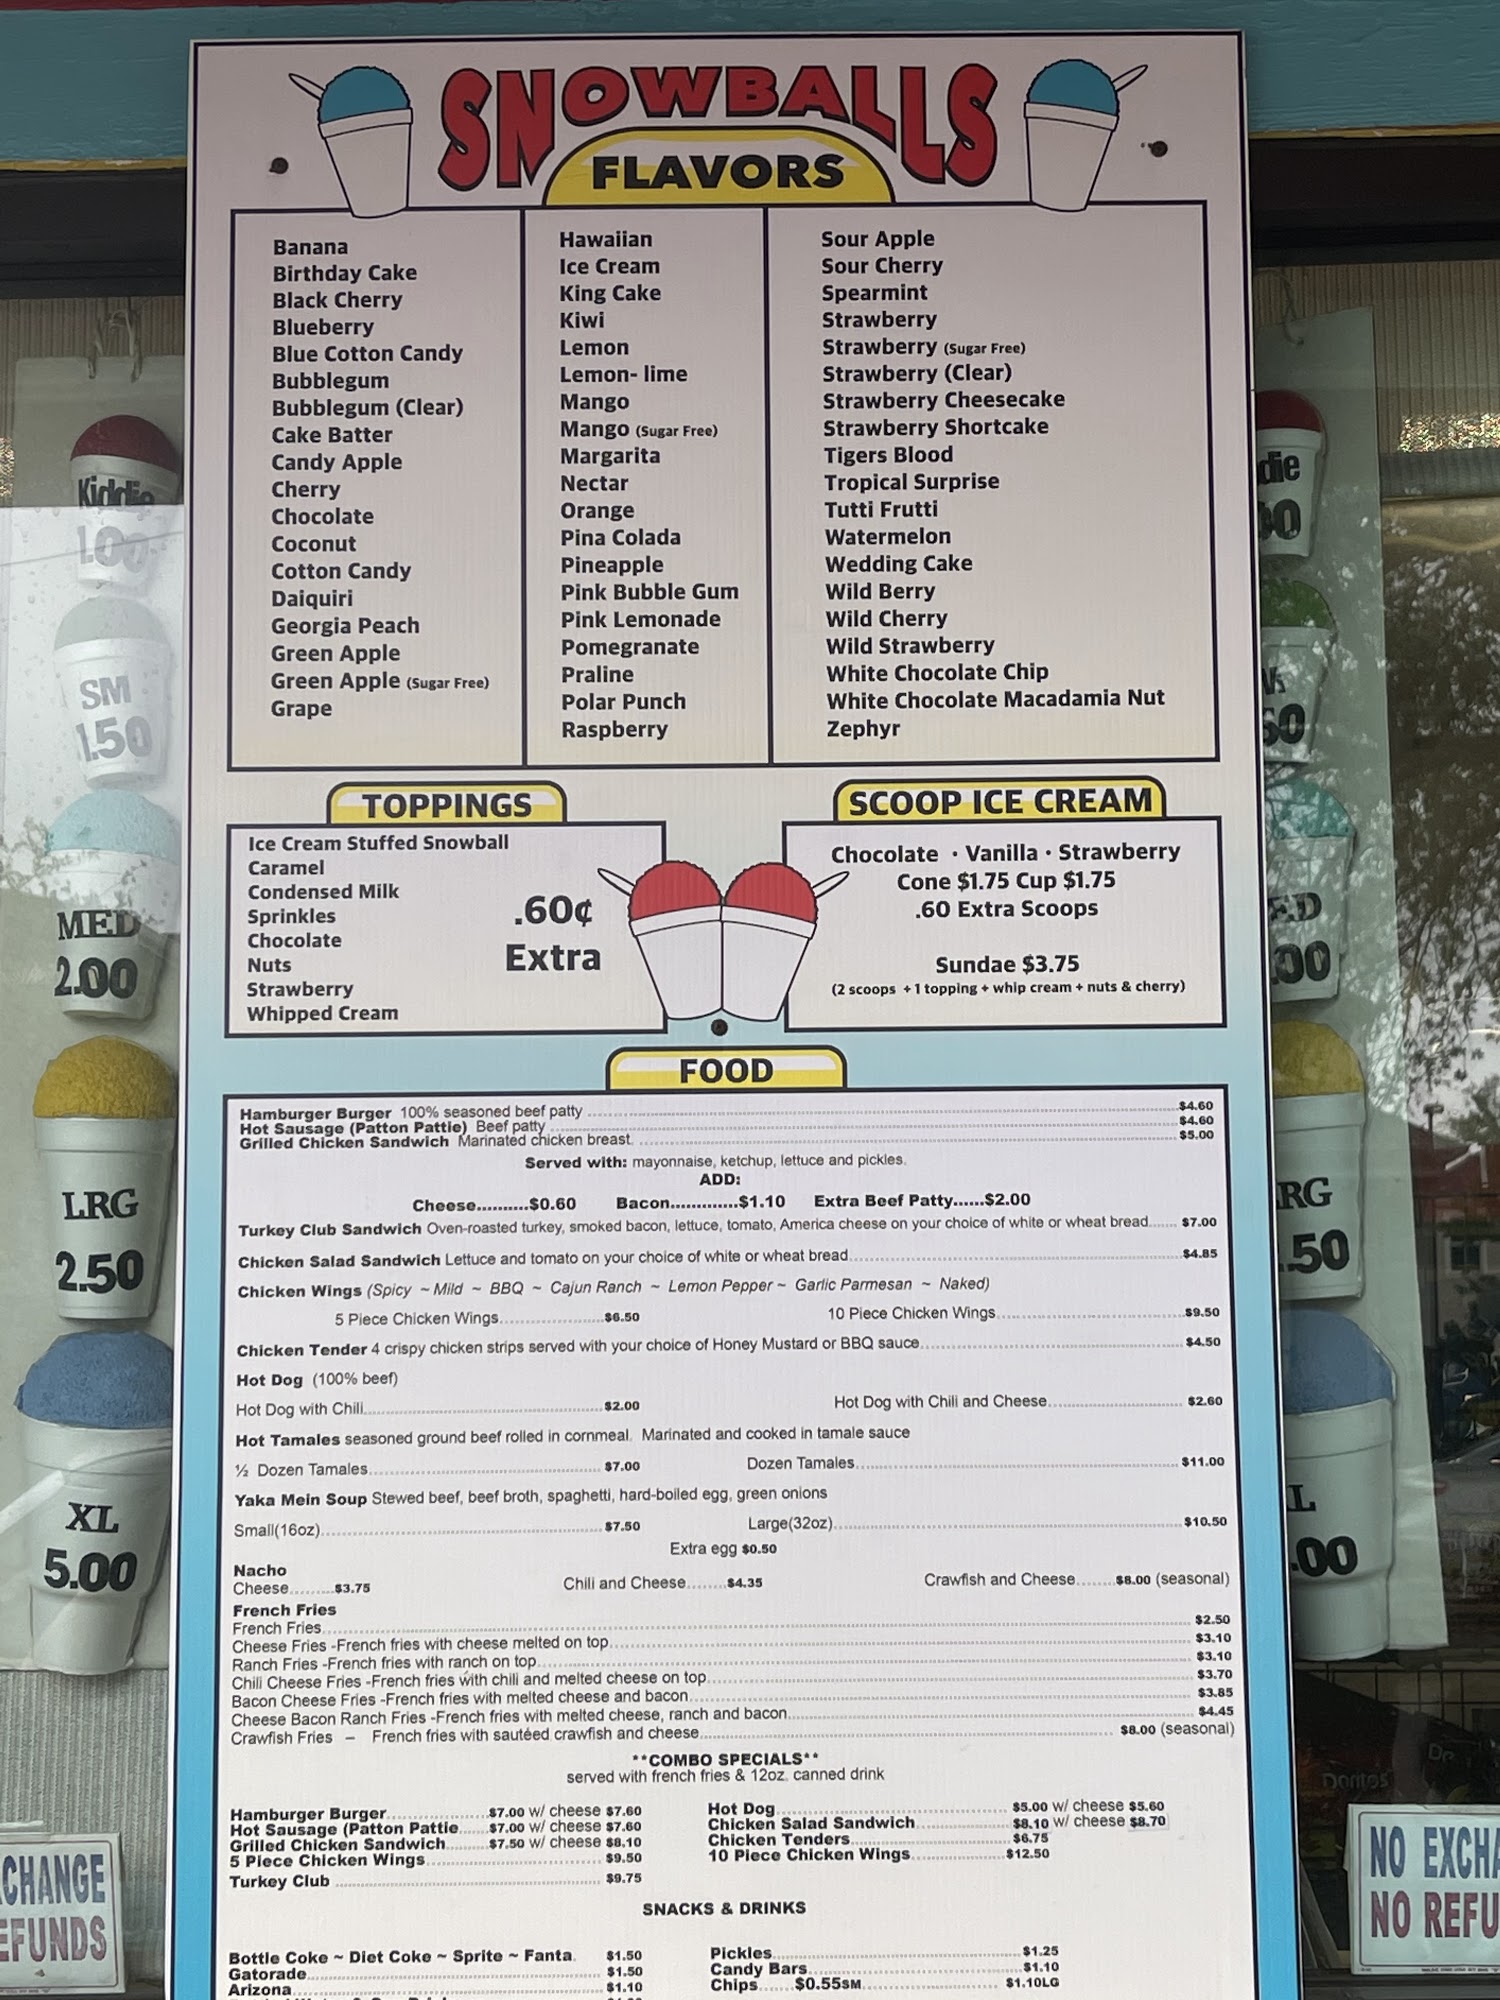 SNOWBALLS
FLAVORS
Banana
Birthday Cake
Black Cherry
Blueberry
Blue Cotton Candy
Bubblegum
Bubblegum (Clear)
Cake Batter
Candy Apple
Cherry
Chocolate
Coconut
Cotton Candy
Daiquiri
Georgia Peach
Green Apple
Green Apple (Sugar Free)
Grape
Hawaiian
Ice Cream
King Cake
Kiwi
Lemon
Lemon- lime
Mango
Mango (Sugar Free)
Margarita
Nectar
Orange
Pina Colada
Pineapple
Pink Bubble Gum
Pink Lemonade
Pomegranate
Praline
Polar Punch
Raspberry
Sour Apple
Sour Cherry
Spearmint
Strawberry
Strawberry (Sugar Free)
Strawberry (Clear)
Strawberry Cheesecake
Strawberry Shortcake
Tigers Blood
Tropical Surprise
Tutti Frutti
Watermelon
Wedding Cake
Wild Berry
Wild Cherry
Wild Strawberry
White Chocolate Chip
White Chocolate Macadamia Nut
Zephyr
TOPPINGS
Ice Cream Stuffed Snowball
Caramel
Condensed Milk
Sprinkles
Chocolate
Nuts
Strawberry
Whipped Cream
.60¢
Extra
SCOOP ICE CREAM
Chocolate · Vanilla · Strawberry
Cone $1.75 Cup $1.75
.60 Extra Scoops
Sundae $3.75
(2 scoops + 1 topping + whip cream + nuts & cherry)
FOOD
Hamburger Burger 100% seasoned beef patty $4.60
Hot Sausage (Patton Pattie) Beef patty $4.60
Grilled Chicken Sandwich Marinated chicken breast. $5.00
Served with: mayonnaise, ketchup, lettuce and pickles.
ADD:
Cheese..........$0.60 Bacon.............$1.10 Extra Beef Patty......$2.00
Turkey Club Sandwich Oven-roasted turkey, smoked bacon, lettuce, tomato, America cheese on your choice of white or wheat bread...... $7.00
Chicken Salad Sandwich Lettuce and tomato on your choice of white or wheat bread $4.85
Chicken Wings (Spicy ~ Mild ~ BBQ ~ Cajun Ranch ~ Lemon Pepper ~ Garlic Parmesan ~ Naked)
5 Piece Chicken Wings $6.50 10 Piece Chicken Wings $9.50
Chicken Tender 4 crispy chicken strips served with your choice of Honey Mustard or BBQ sauce $4.50
Hot Dog (100% beef)
Hot Dog with Chili $2.00 Hot Dog with Chili and Cheese $2.60
Hot Tamales seasoned ground beef rolled in cornmeal. Marinated and cooked in tamale sauce
½ Dozen Tamales $7.00 Dozen Tamales $11.00
Yaka Mein Soup Stewed beef, beef broth, spaghetti, hard-boiled egg, green onions
Small(16oz) $7.50 Large(32oz) $10.50
Extra egg $0.50
Nacho
Cheese $3.75 Chili and Cheese $4.35 Crawfish and Cheese $8.00 (seasonal)
French Fries
French Fries $2.50
Cheese Fries -French fries with cheese melted on top $3.10
Ranch Fries -French fries with ranch on top $3.10
Chili Cheese Fries -French fries with chili and melted cheese on top $3.70
Bacon Cheese Fries -French fries with melted cheese and bacon $3.85
Cheese Bacon Ranch Fries -French fries with melted cheese, ranch and bacon $4.45
Crawfish Fries – French fries with sautéed crawfish and cheese $8.00 (seasonal)
**COMBO SPECIALS**
served with french fries & 12oz. canned drink
Hamburger Burger $7.00 w/ cheese $7.60
Hot Sausage (Patton Pattie $7.00 w/ cheese $7.60
Grilled Chicken Sandwich $7.50 w/ cheese $8.10
5 Piece Chicken Wings $9.50
Turkey Club $9.75
Hot Dog $5.00 w/ cheese $5.60
Chicken Salad Sandwich $8.10 w/ cheese $8.70
Chicken Tenders $6.75
10 Piece Chicken Wings $12.50
SNACKS & DRINKS
Bottle Coke ~ Diet Coke ~ Sprite ~ Fanta. $1.50
Gatorade $1.50
Arizona $1.10
Pickles $1.25
Candy Bars $1.10
Chips $0.55SM $1.10LG
Kiddie
1.00
SM
1.50
MED
2.00
LRG
2.50
XL
5.00
die
ED
00
RG
.50
L
.00
Doritos
CHANGE
EFUNDS
NO EXCHA
NO REFU